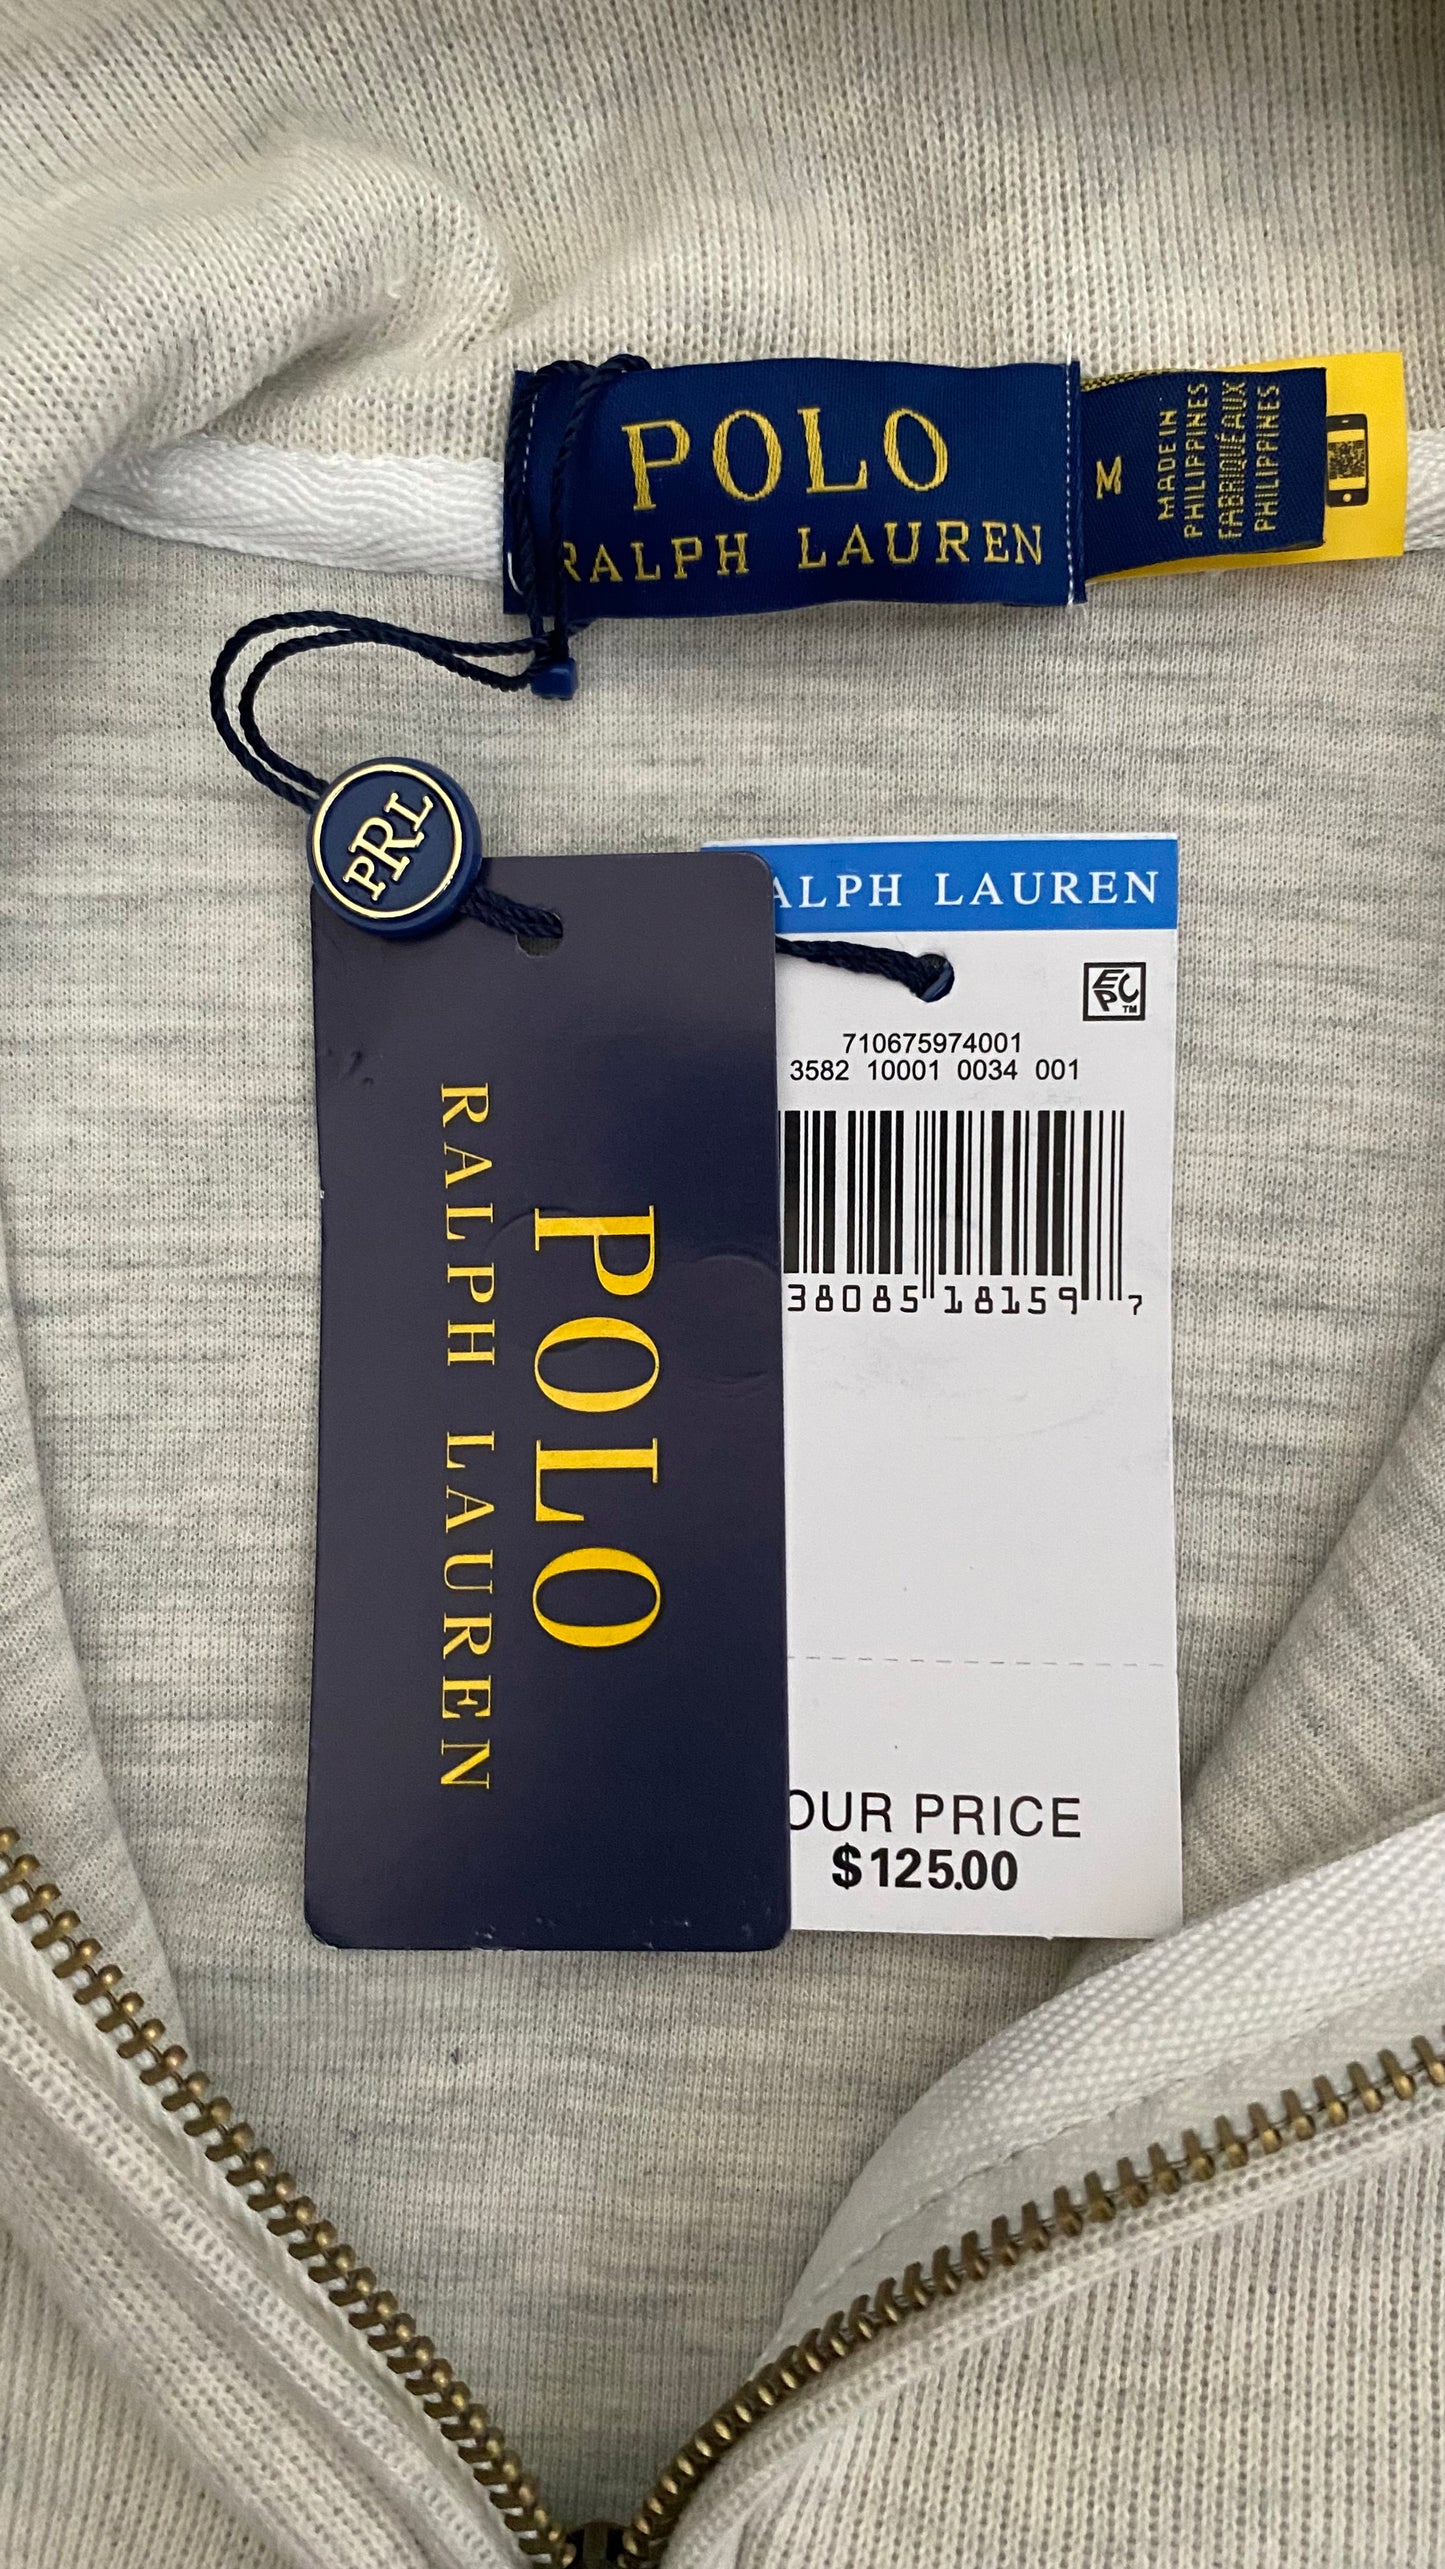 POLO
RALPH LAUREN
M
MADE IN
PHILIPPINES
FABRIQUÉ AUX
PHILIPPINES
PRL
POLO
RALPH LAUREN
ALPH LAUREN
EPC™
710675974001
3582 10001 0034 001
38085 18159 7
OUR PRICE
$125.00